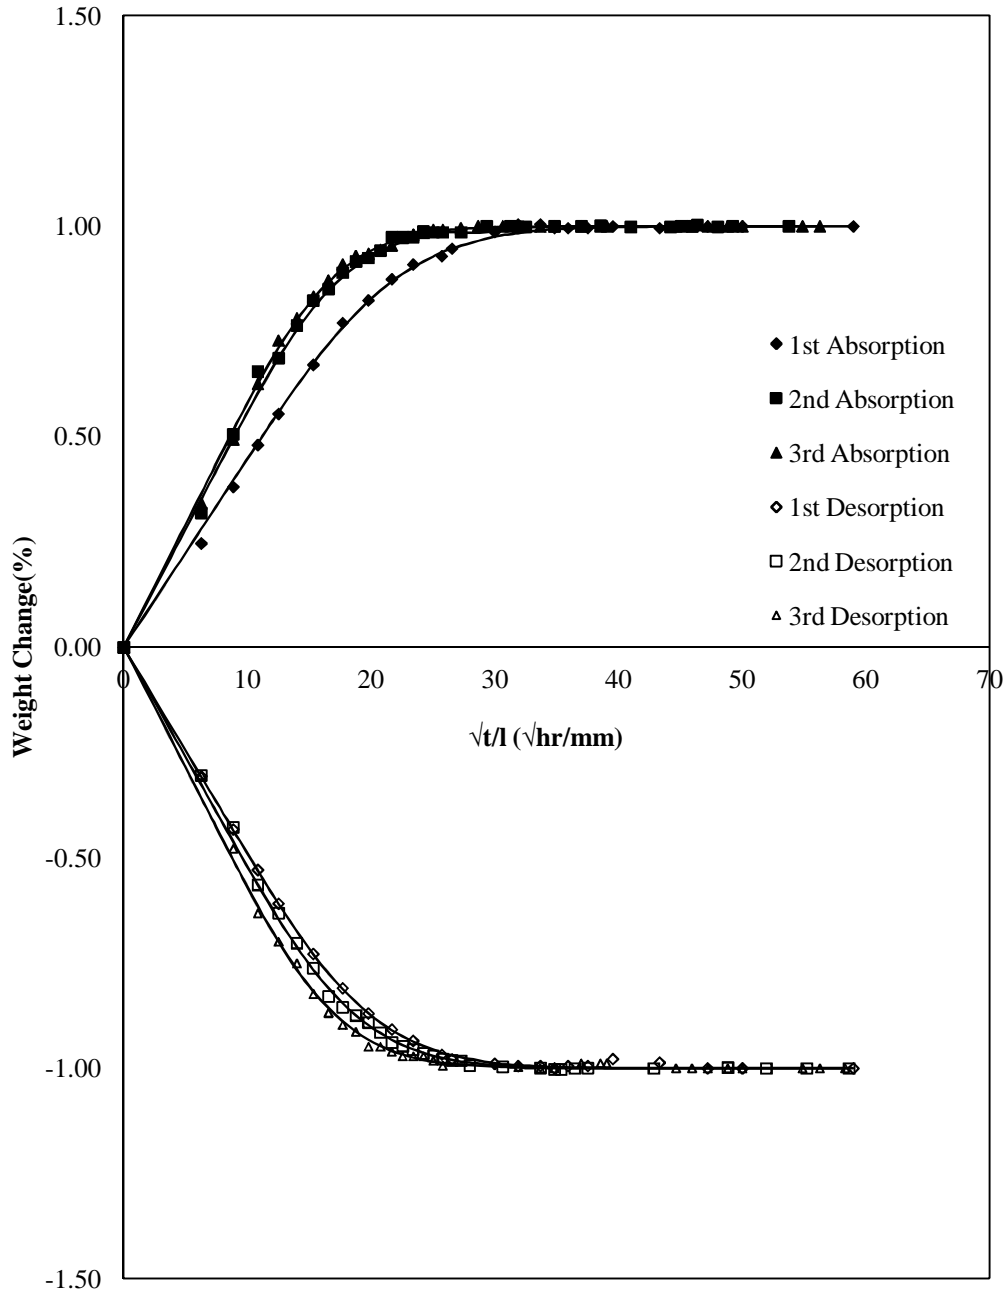 1.50
1.00
0.50
0.00
-0.50
-1.00
-1.50
Weight Change(%)
0 10 20 30 40 50 60 70
√t/l (√hr/mm)
1st Absorption
2nd Absorption
3rd Absorption
1st Desorption
2nd Desorption
3rd Desorption